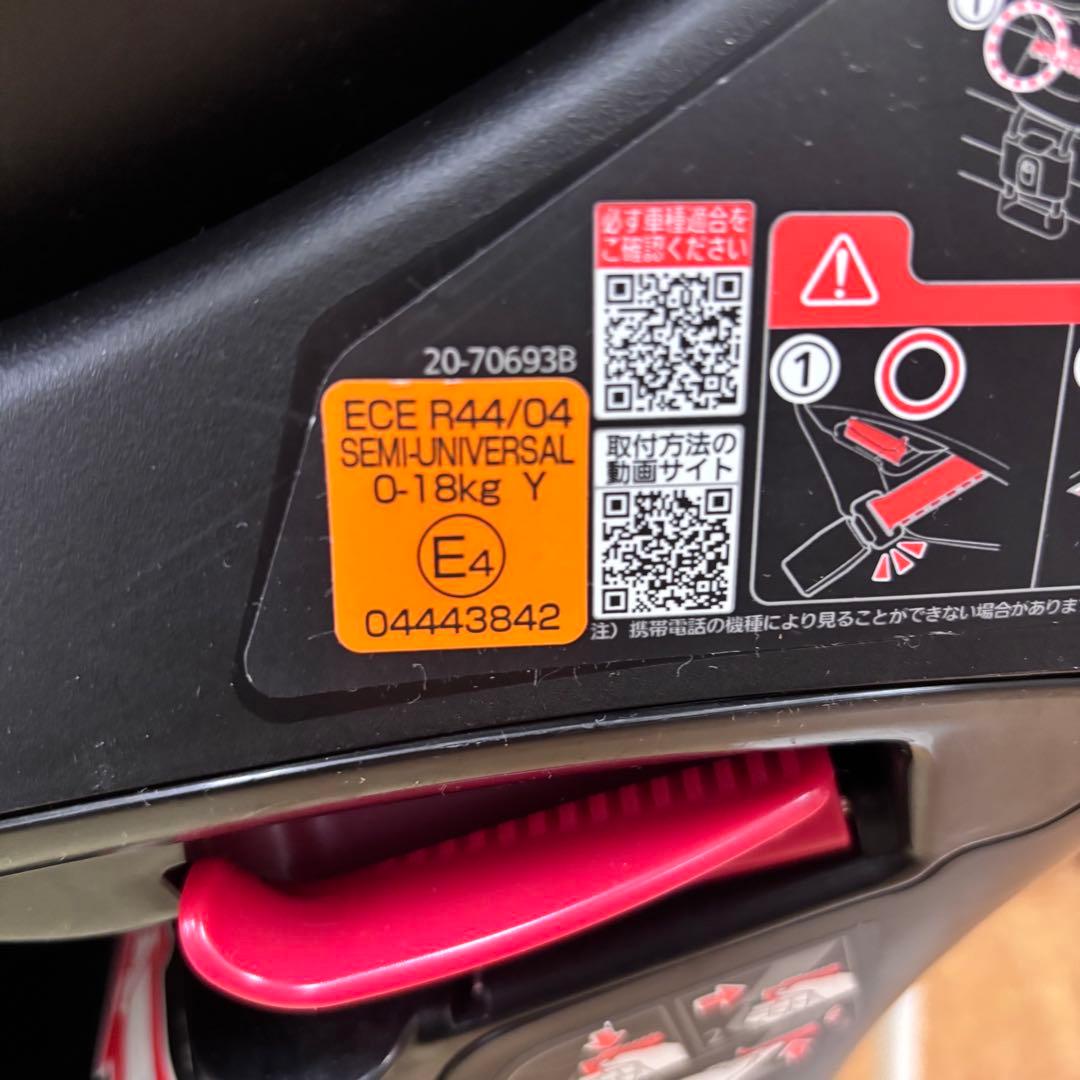 ①
必ず車種適合を
ご確認ください
20-70693B
ECE R44/04
SEMI-UNIVERSAL
0-18kg Y
E4
04443842
取付方法の
動画サイト
①
注）携帯電話の機種により見ることができない場合がありま